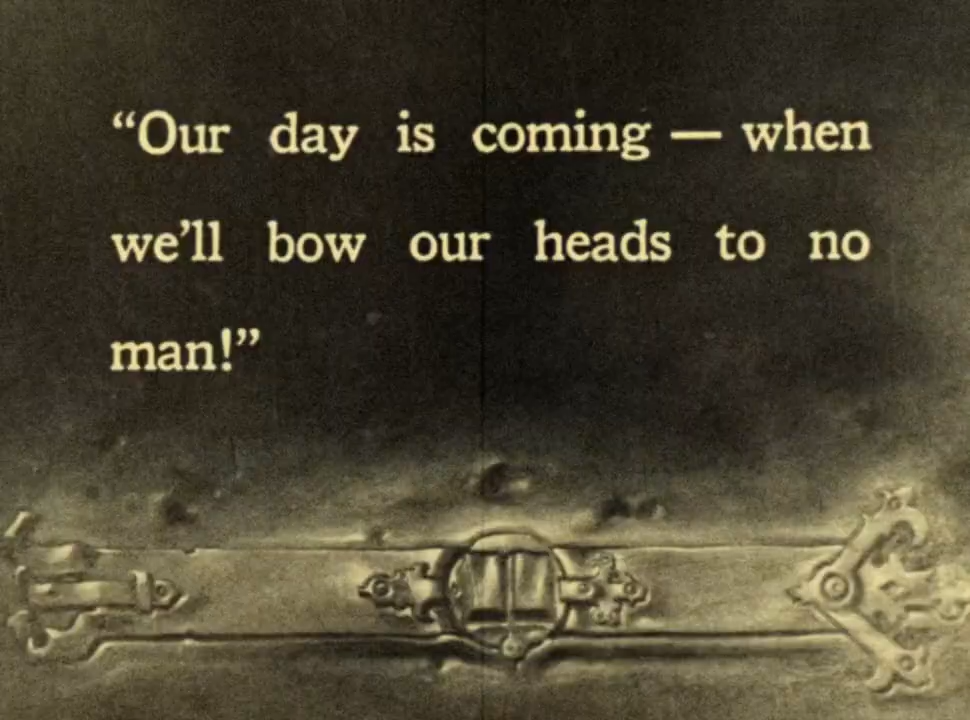 “Our day is coming — when
we’ll bow our heads to no
man!”